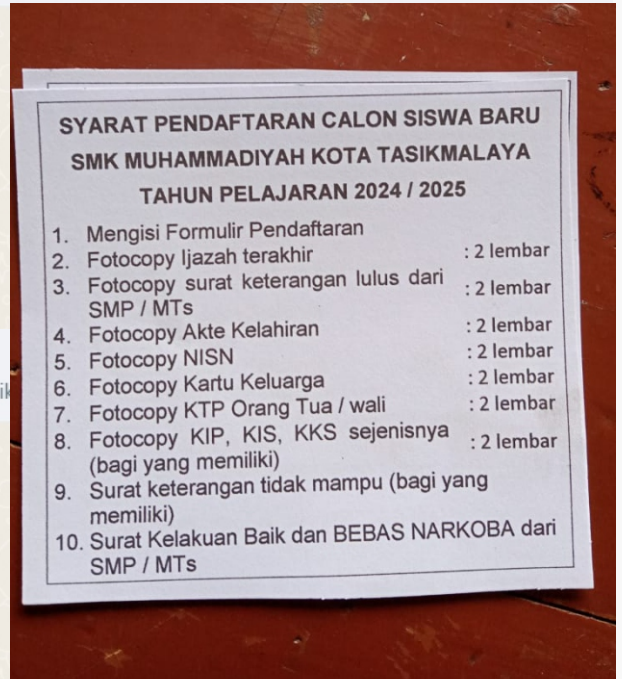 SYARAT PENDAFTARAN CALON SISWA BARU
SMK MUHAMMADIYAH KOTA TASIKMALAYA
TAHUN PELAJARAN 2024 / 2025
1. Mengisi Formulir Pendaftaran
2. Fotocopy Ijazah terakhir : 2 lembar
3. Fotocopy surat keterangan lulus dari : 2 lembar
SMP / MTs
4. Fotocopy Akte Kelahiran : 2 lembar
5. Fotocopy NISN : 2 lembar
6. Fotocopy Kartu Keluarga : 2 lembar
7. Fotocopy KTP Orang Tua / wali : 2 lembar
8. Fotocopy KIP, KIS, KKS sejenisnya : 2 lembar
(bagi yang memiliki)
9. Surat keterangan tidak mampu (bagi yang
memiliki)
10. Surat Kelakuan Baik dan BEBAS NARKOBA dari
SMP / MTs